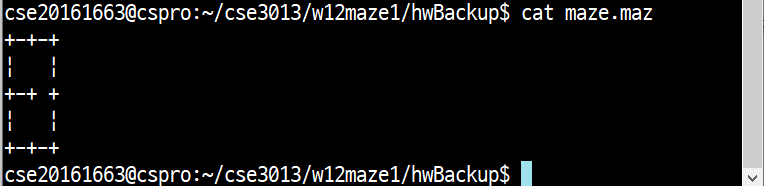 cse20161663@cspro:~/cse3013/w12maze1/hwBackup$ cat maze.maz
+-+-+
¦   ¦
+-+ +
¦   ¦
+-+-+
cse20161663@cspro:~/cse3013/w12maze1/hwBackup$